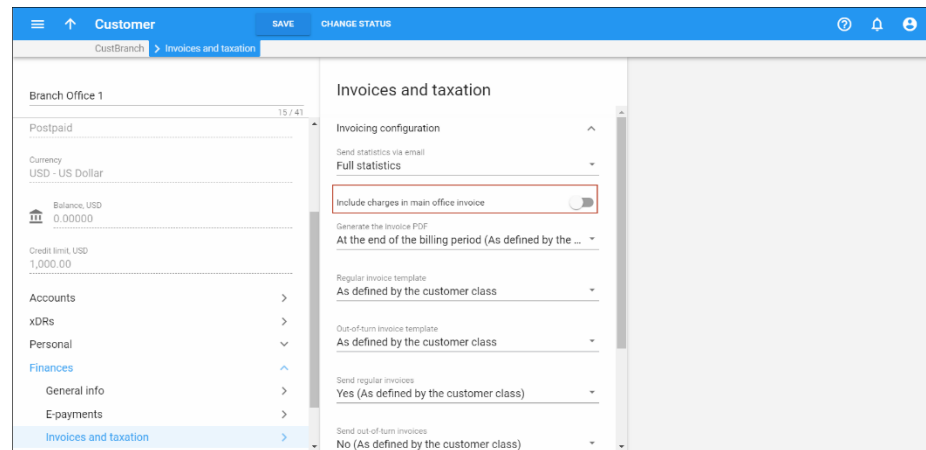 Customer
SAVE
CHANGE STATUS
CustBranch
Invoices and taxation
Branch Office 1
15 / 41
Postpaid
Currency
USD - US Dollar
Balance, USD
0.00000
Credit limit, USD
1,000.00
Accounts
xDRs
Personal
Finances
General info
E-payments
Invoices and taxation
Invoices and taxation
Invoicing configuration
Send statistics via email
Full statistics
Include charges in main office invoice
Generate the invoice PDF
At the end of the billing period (As defined by the ...
Regular invoice template
As defined by the customer class
Out-of-turn invoice template
As defined by the customer class
Send regular invoices
Yes (As defined by the customer class)
Send out-of-turn invoices
No (As defined by the customer class)